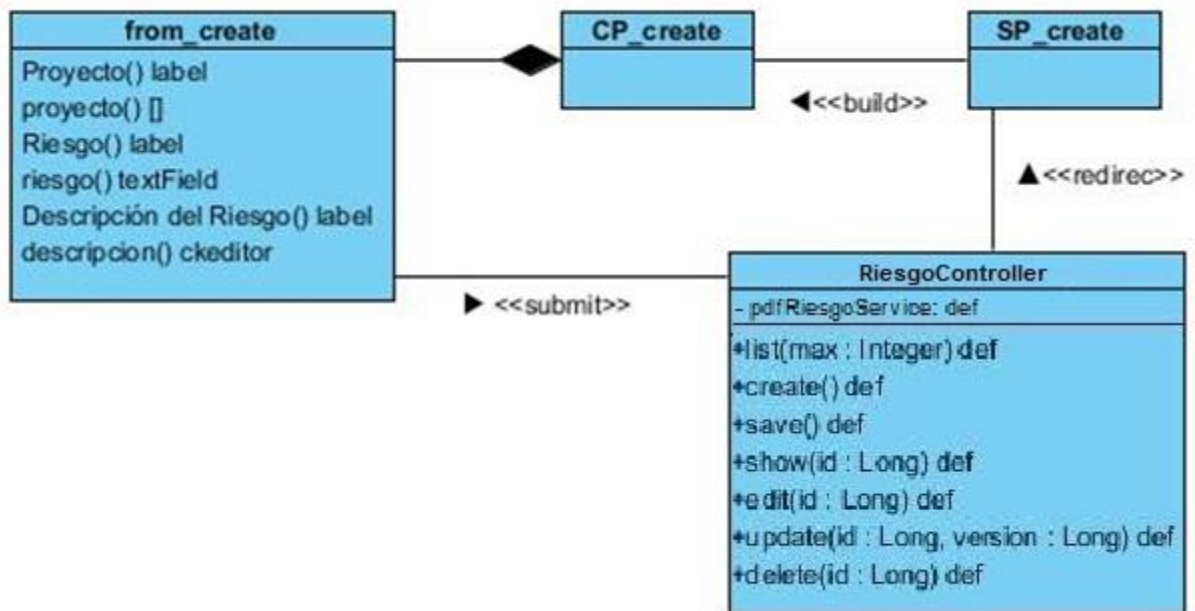 from_create
Proyecto() label
proyecto() []
Riesgo() label
riesgo() textField
Descripción del Riesgo() label
descripcion() ckeditor
CP_create
SP_create
◀<<build>>
▲<<redirec>>
▶ <<submit>>
RiesgoController
- pdfRiesgoService: def
+list(max : Integer) def
+create() def
+save() def
+show(id : Long) def
+edit(id : Long) def
+update(id : Long, version : Long) def
+delete(id : Long) def